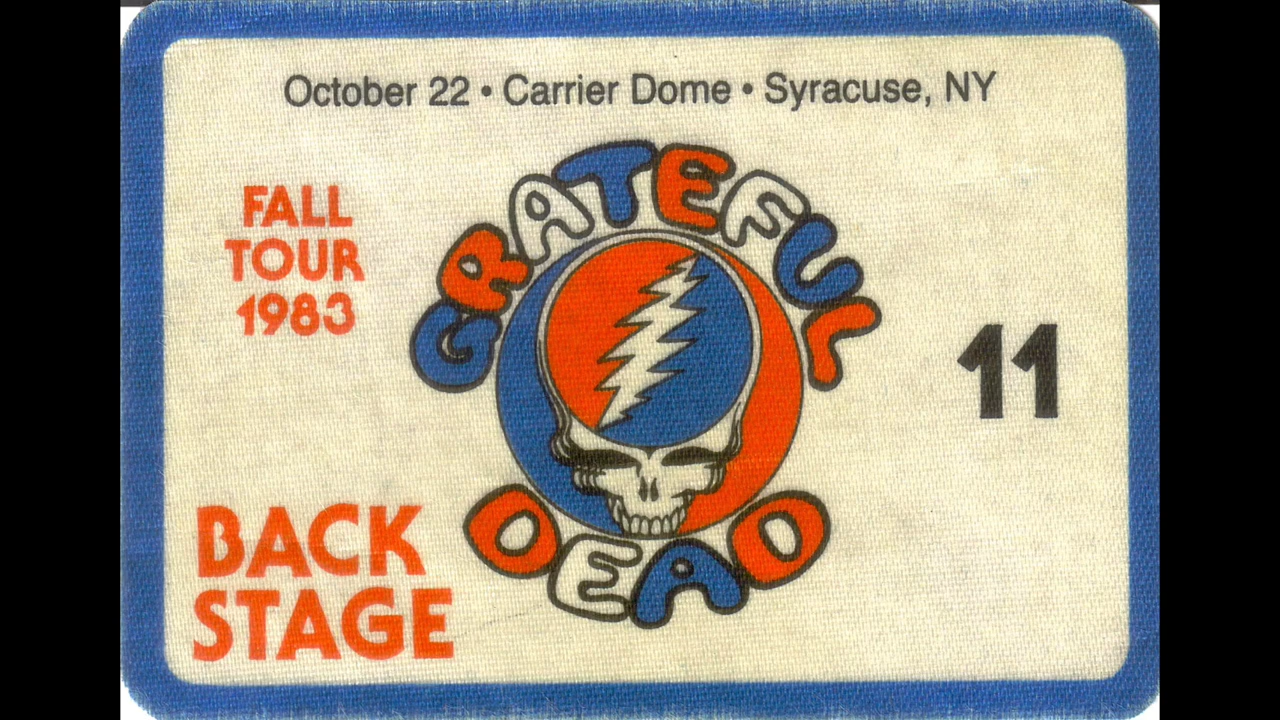 October 22 • Carrier Dome • Syracuse, NY
FALL
TOUR
1983
GRATEFUL
DEAD
11
BACK
STAGE